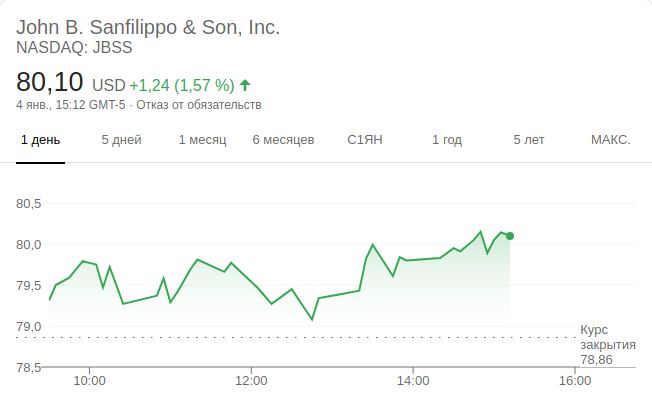 John B. Sanfilippo & Son, Inc.
NASDAQ: JBSS
80,10 USD +1,24 (1,57 %)
4 янв., 15:12 GMT-5 · Отказ от обязательств
1 день 5 дней 1 месяц 6 месяцев С1ЯН 1 год 5 лет МАКС.
80,5
80,0
79,5
79,0
Курс
закрытия
78,86
78,5
10:00 12:00 14:00 16:00